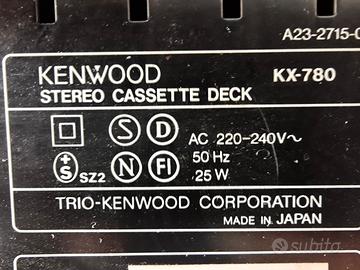 A23-2715-0
KENWOOD KX-780
STEREO CASSETTE DECK
S D AC 220-240V~
50 Hz
+S SZ2 N FI 25 W
TRIO-KENWOOD CORPORATION
MADE IN JAPAN
subito